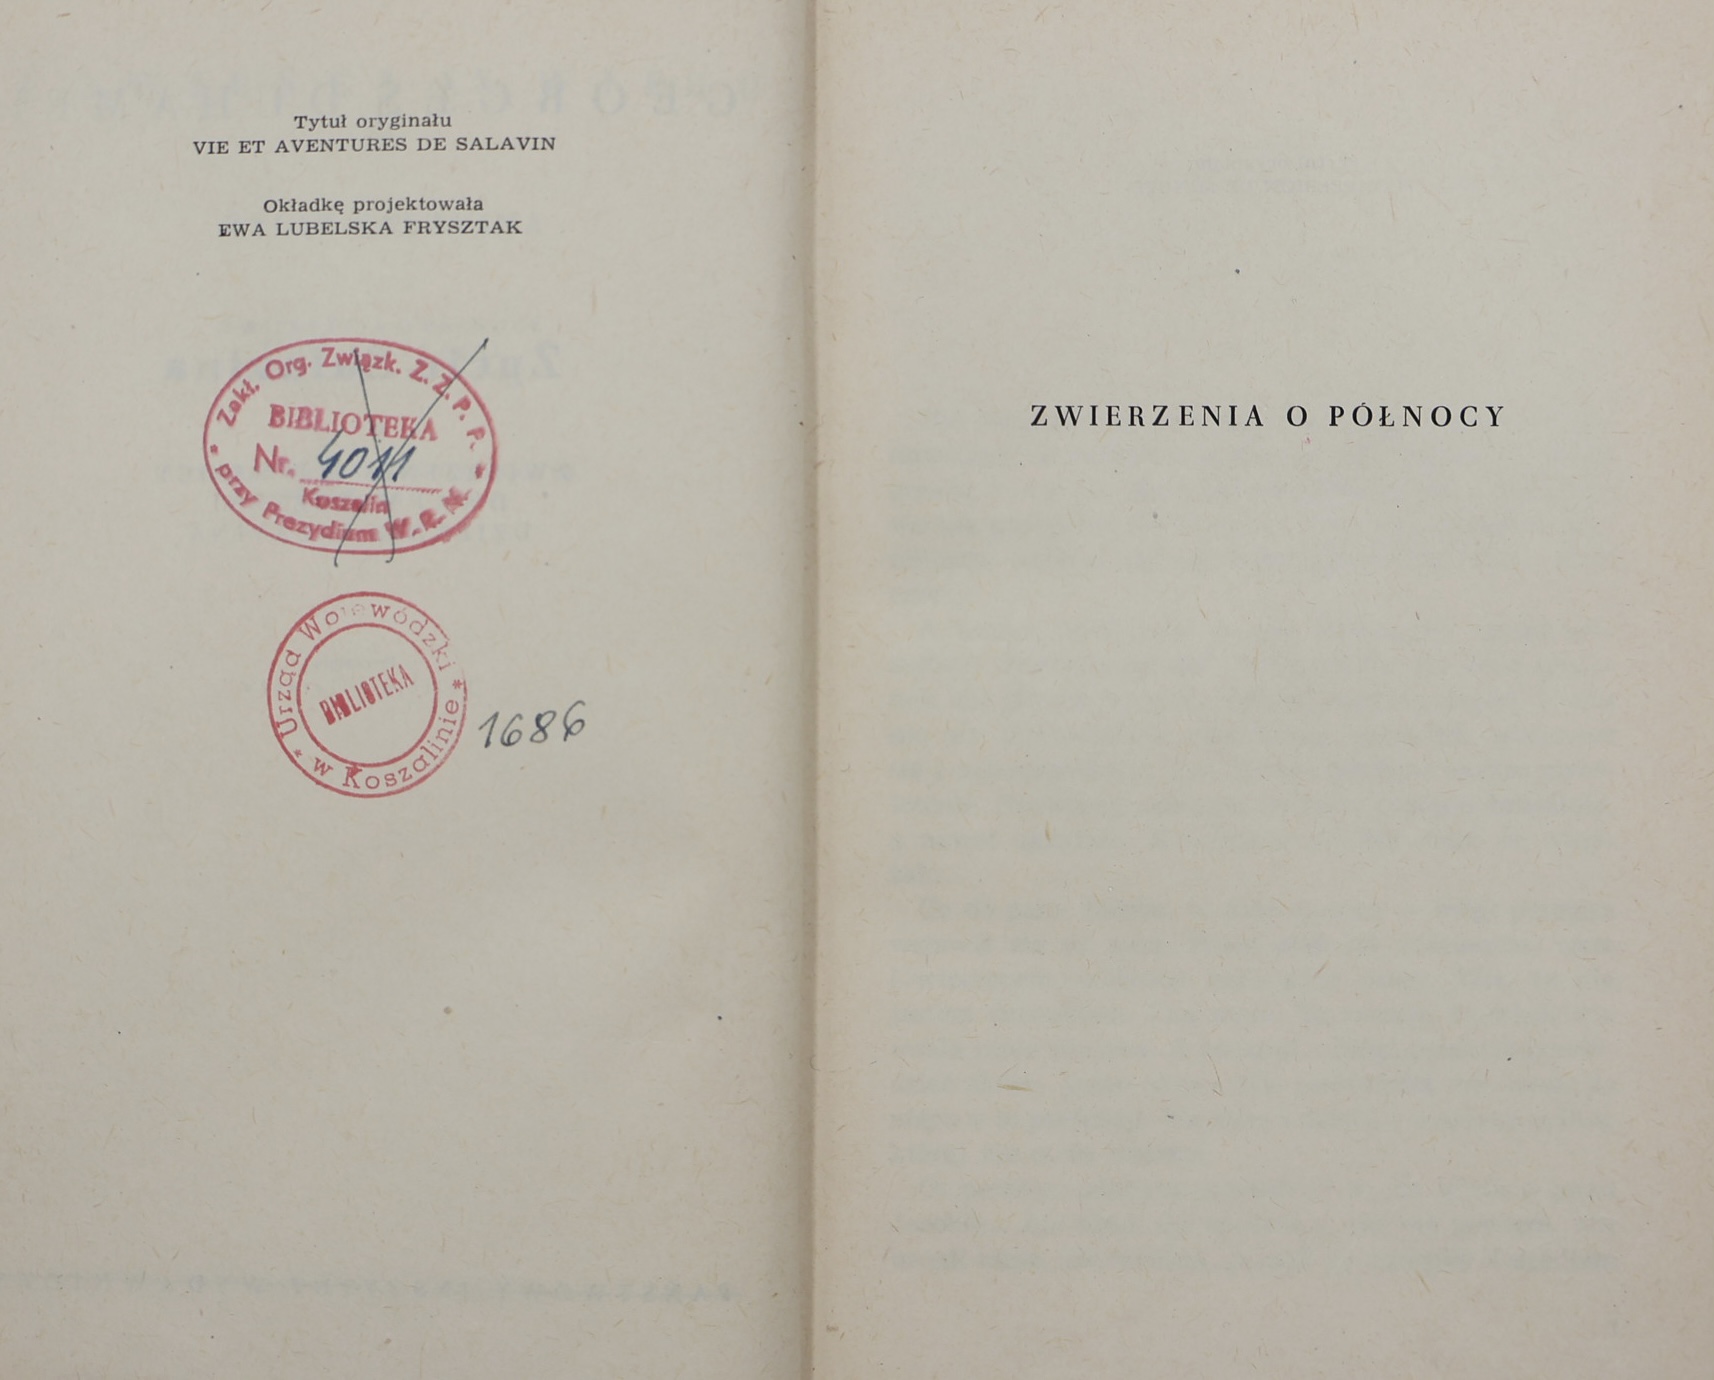 Tytuł oryginału
VIE ET AVENTURES DE SALAVIN
Okładkę projektowała
EWA LUBELSKA FRYSZTAK
Zakł. Org. Związk. Z. Z. P. P.
BIBLIOTEKA
Nr. 4011
Koszalin
* przy Prezydium W. R. N. *
Urząd Wojewódzki
BIBLIOTEKA
* w Koszalinie *
1686
ZWIERZENIA O PÓŁNOCY